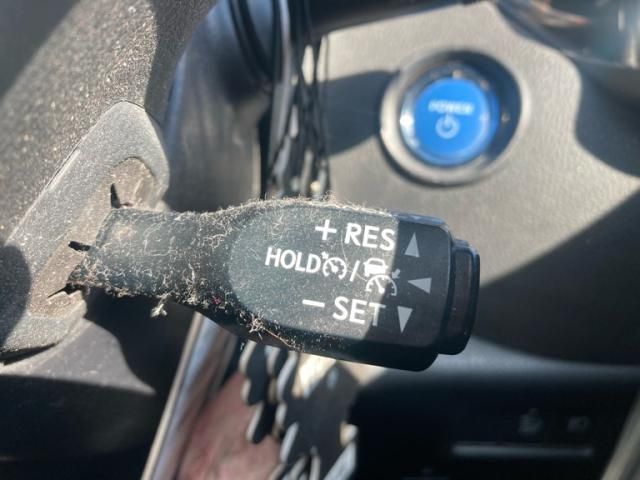 POWER
+ RES
HOLD /
− SET